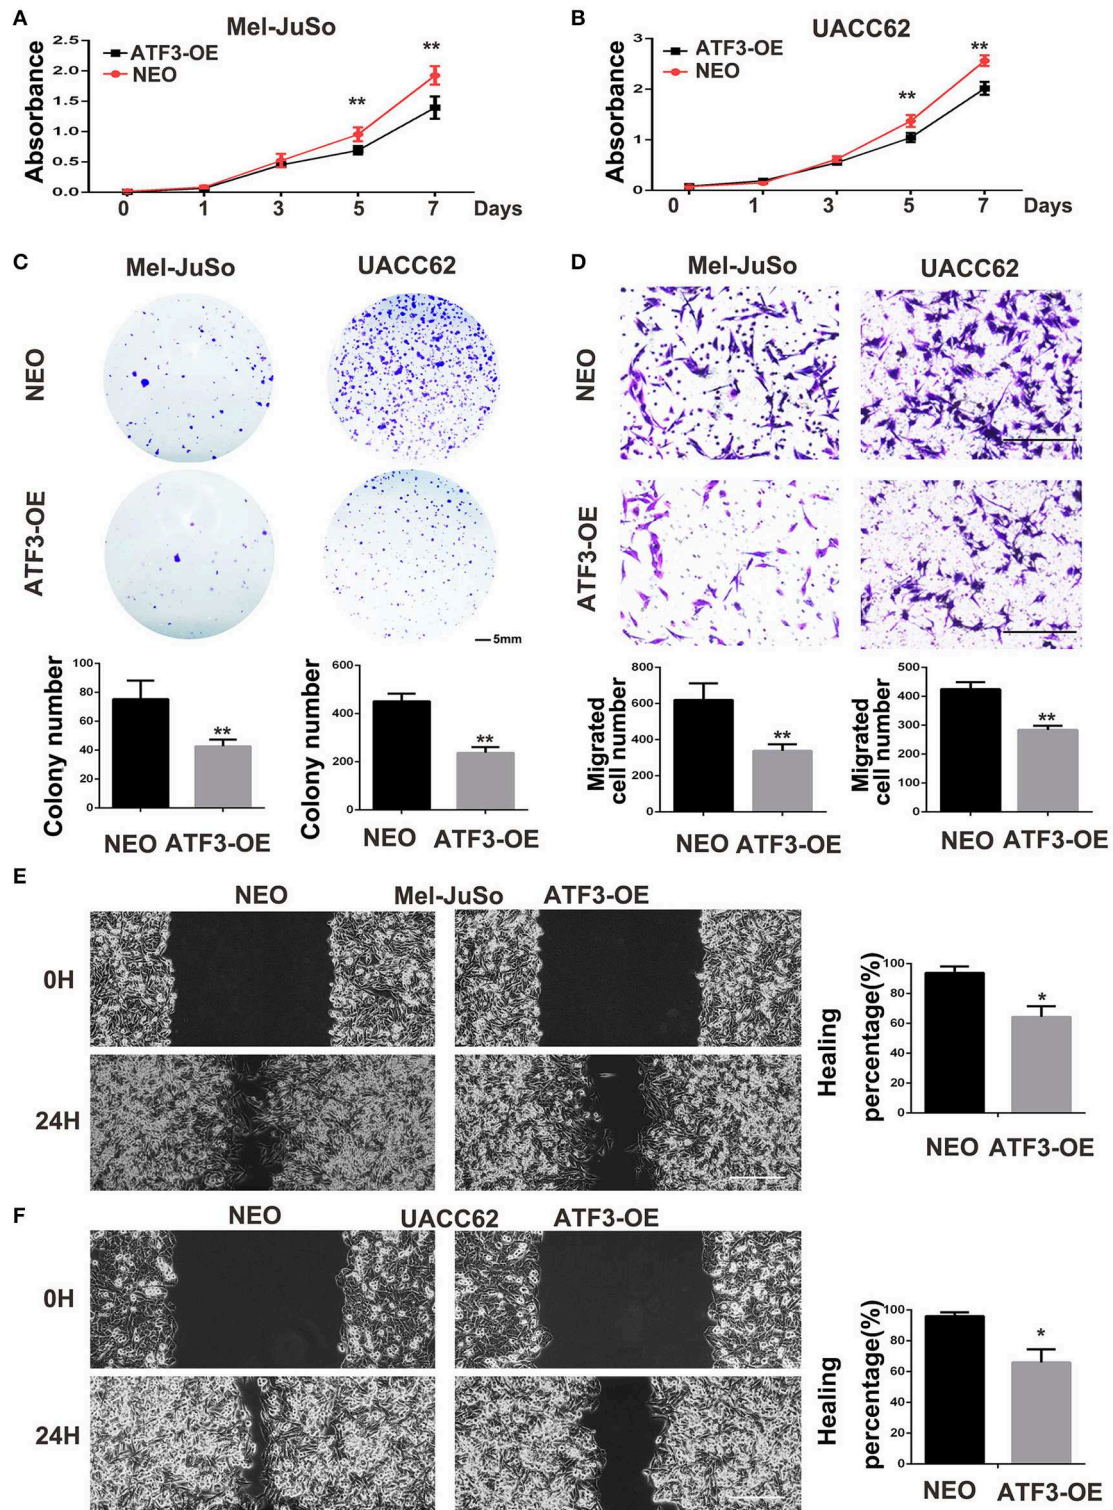 A
Mel-JuSo
Absorbance
2.5
2.0
1.5
1.0
0.5
0.0
ATF3-OE
NEO
**
**
0 1 3 5 7 Days
B
UACC62
Absorbance
3
2
1
0
ATF3-OE
NEO
**
**
0 1 3 5 7 Days
C
Mel-JuSo UACC62
NEO
ATF3-OE
5mm
Colony number
100
80
60
40
20
0
**
NEO ATF3-OE
Colony number
600
400
200
0
**
NEO ATF3-OE
D
Mel-JuSo UACC62
NEO
ATF3-OE
Migrated
cell number
800
600
400
200
0
**
NEO ATF3-OE
Migrated
cell number
500
400
300
200
100
0
**
NEO ATF3-OE
E
NEO Mel-JuSo ATF3-OE
0H
24H
Healing
percentage(%)
100
80
60
40
20
0
*
NEO ATF3-OE
F
NEO UACC62 ATF3-OE
0H
24H
Healing
percentage(%)
100
80
60
40
20
0
*
NEO ATF3-OE